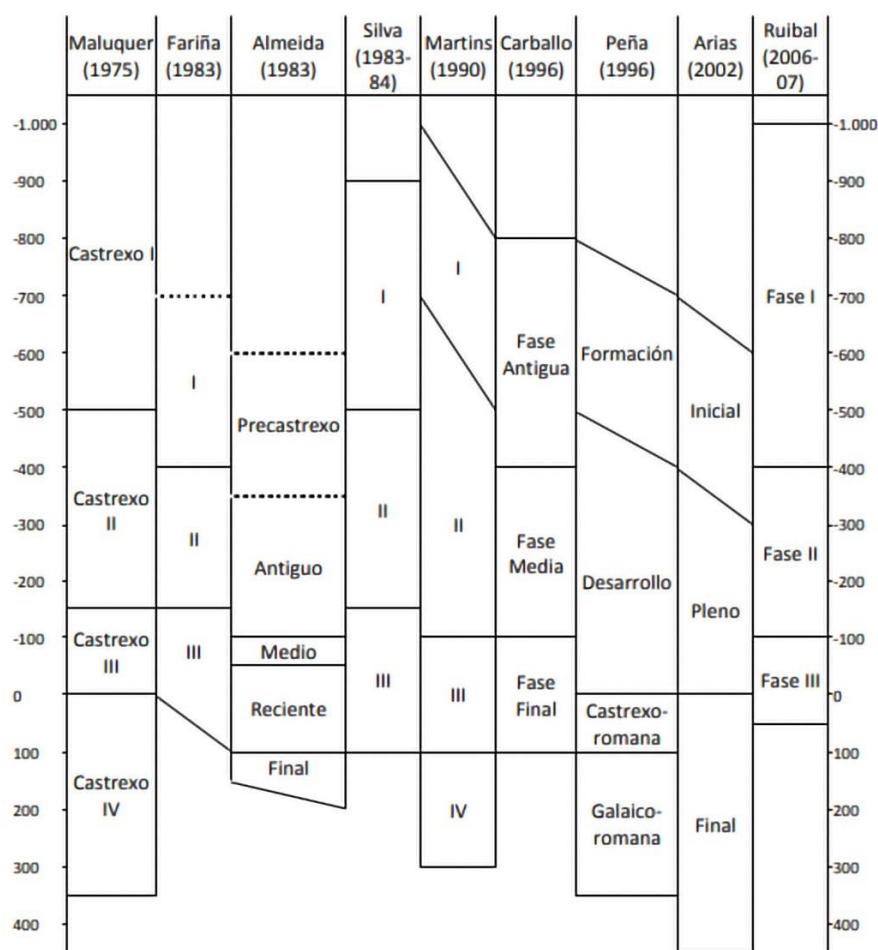 Maluquer (1975)
Fariña (1983)
Almeida (1983)
Silva (1983-84)
Martins (1990)
Carballo (1996)
Peña (1996)
Arias (2002)
Ruibal (2006-07)
-1.000
-900
-800
-700
-600
-500
-400
-300
-200
-100
0
100
200
300
400
Castrexo I
Castrexo II
Castrexo III
Castrexo IV
I
II
III
Precastrexo
Antiguo
Medio
Reciente
Final
I
II
III
I
II
III
IV
Fase Antigua
Fase Media
Fase Final
Formación
Desarrollo
Castrexo-romana
Galaico-romana
Inicial
Pleno
Final
Fase I
Fase II
Fase III
-1.000
-900
-800
-700
-600
-500
-400
-300
-200
-100
0
100
200
300
400